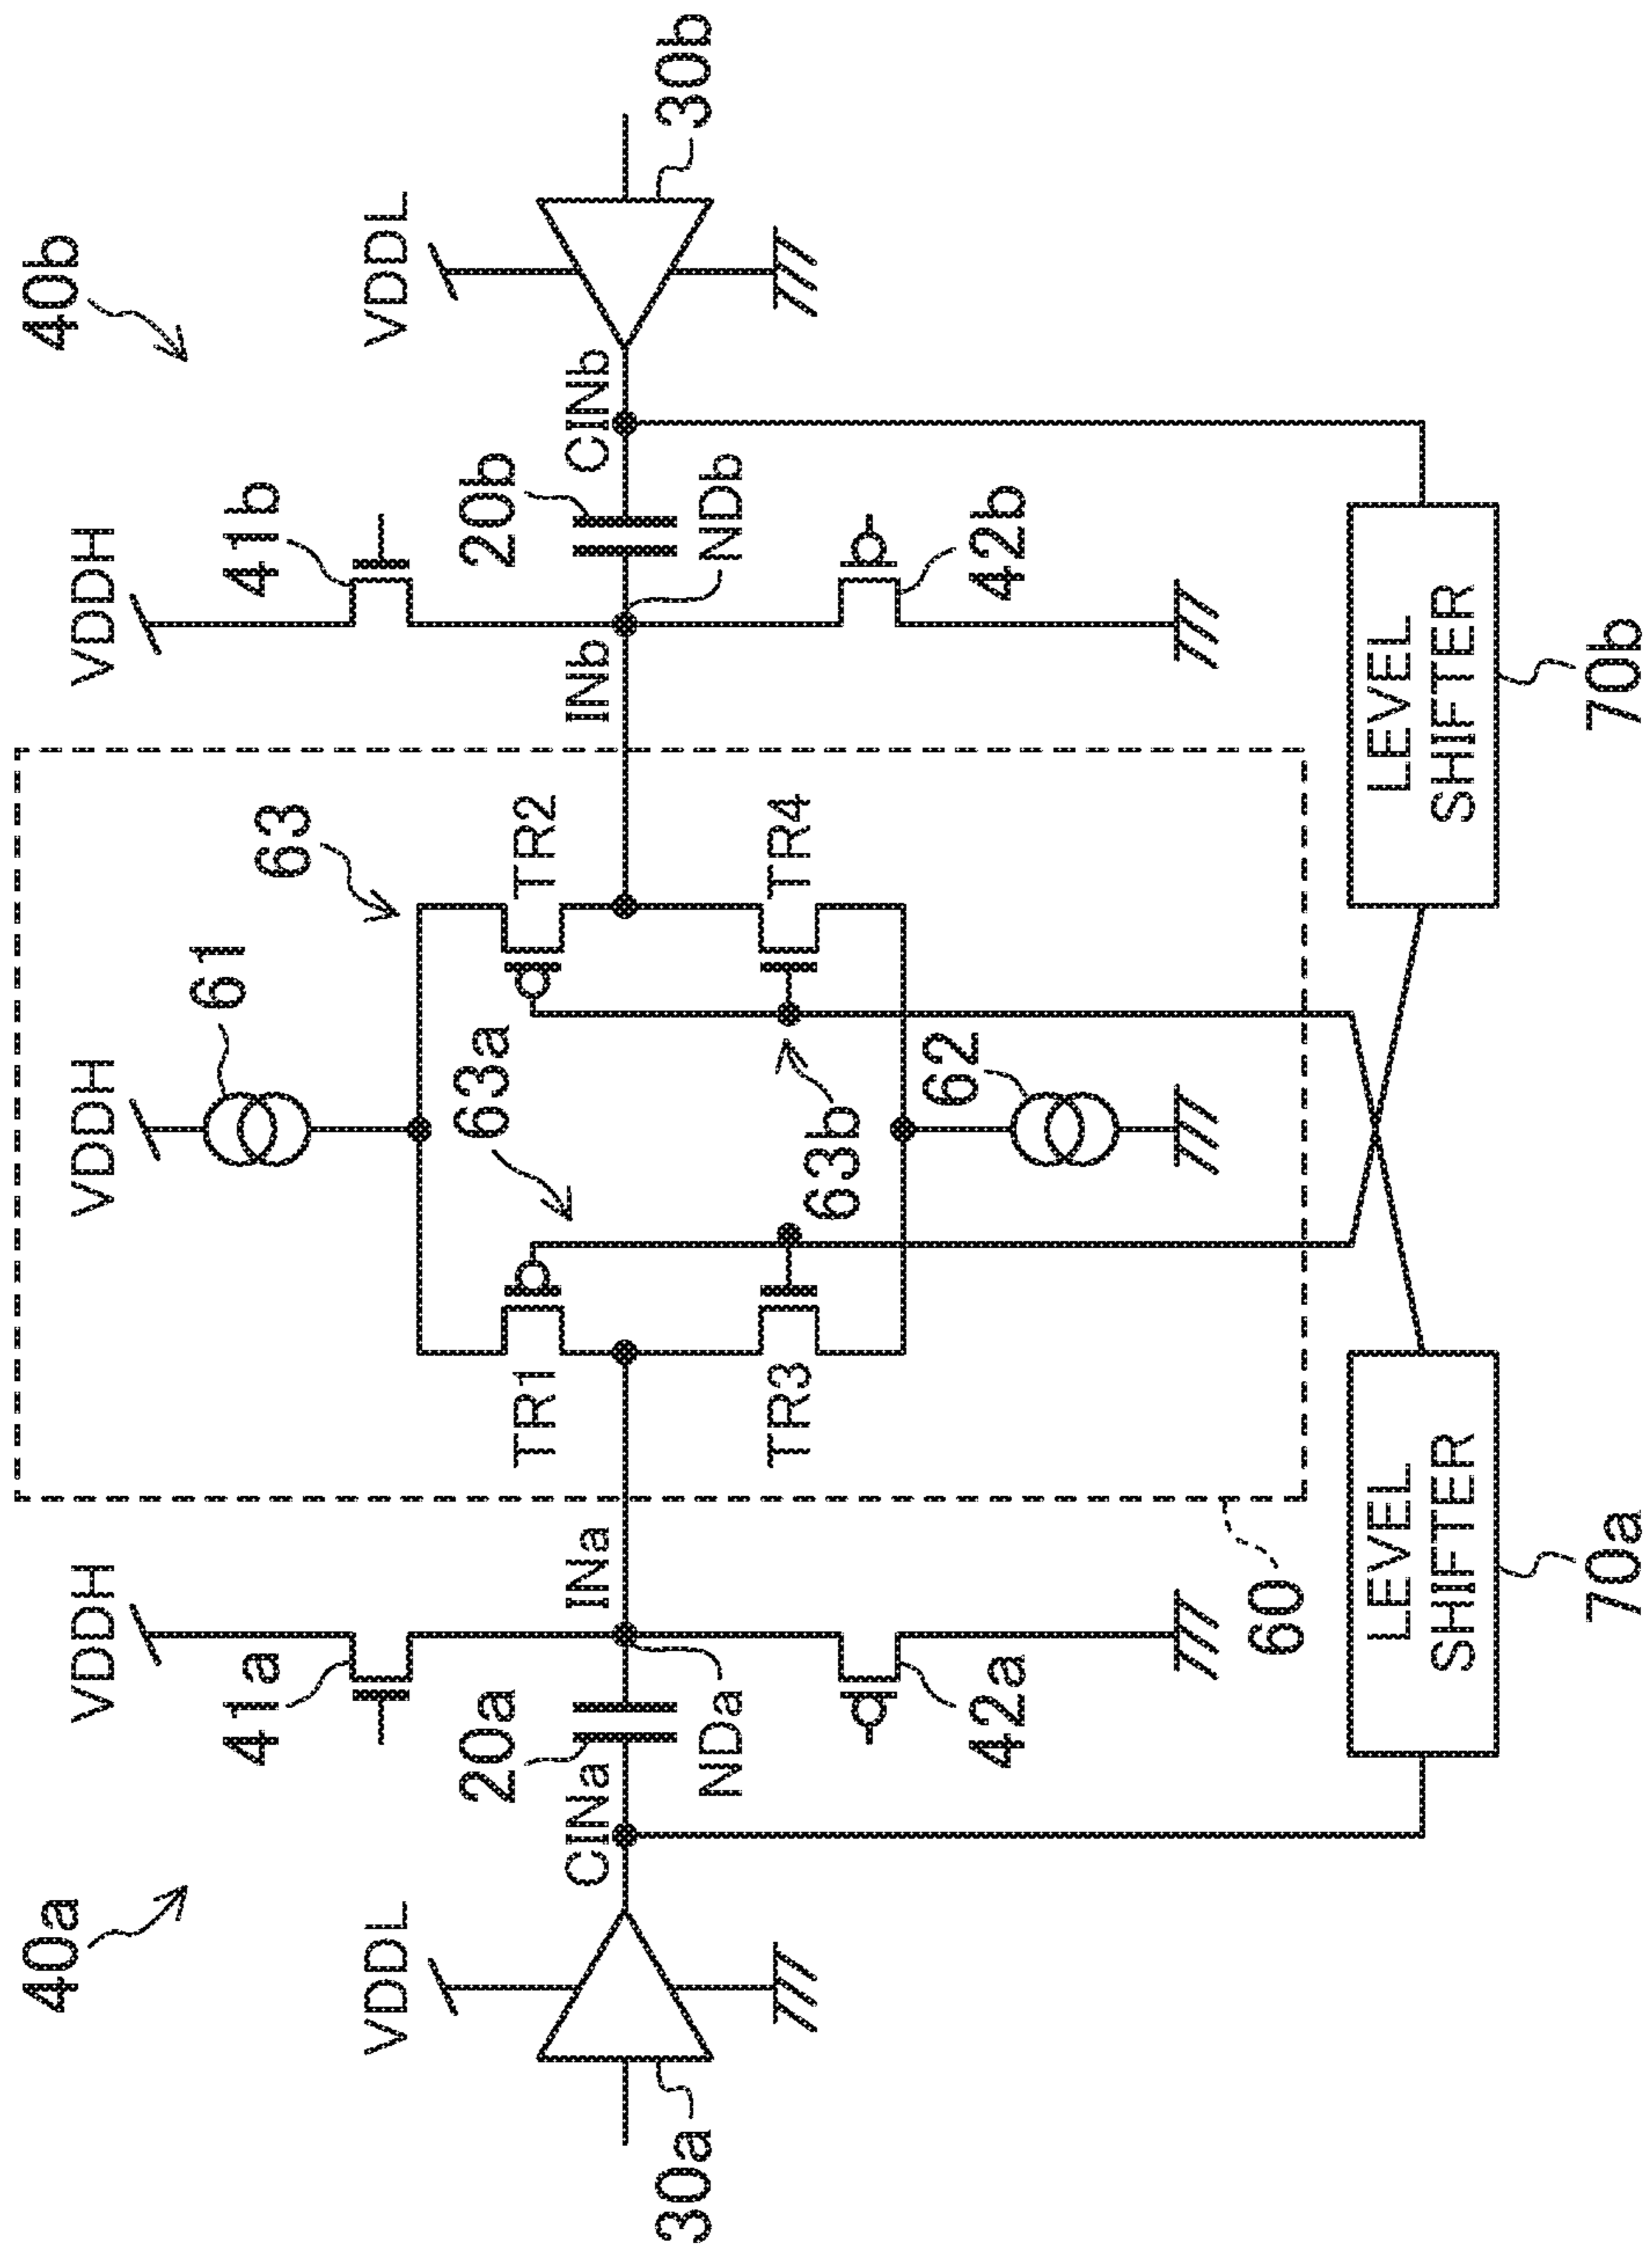 40a
40b
VDDH
VDDH
VDDH
61
63
41a
41b
VDDL
VDDL
63a
20a
20b
TR1
TR2
CINa
INa
INb
CINb
30a
NDa
NDb
30b
TR3
TR4
63b
42a
62
42b
60
LEVEL
SHIFTER
LEVEL
SHIFTER
70a
70b